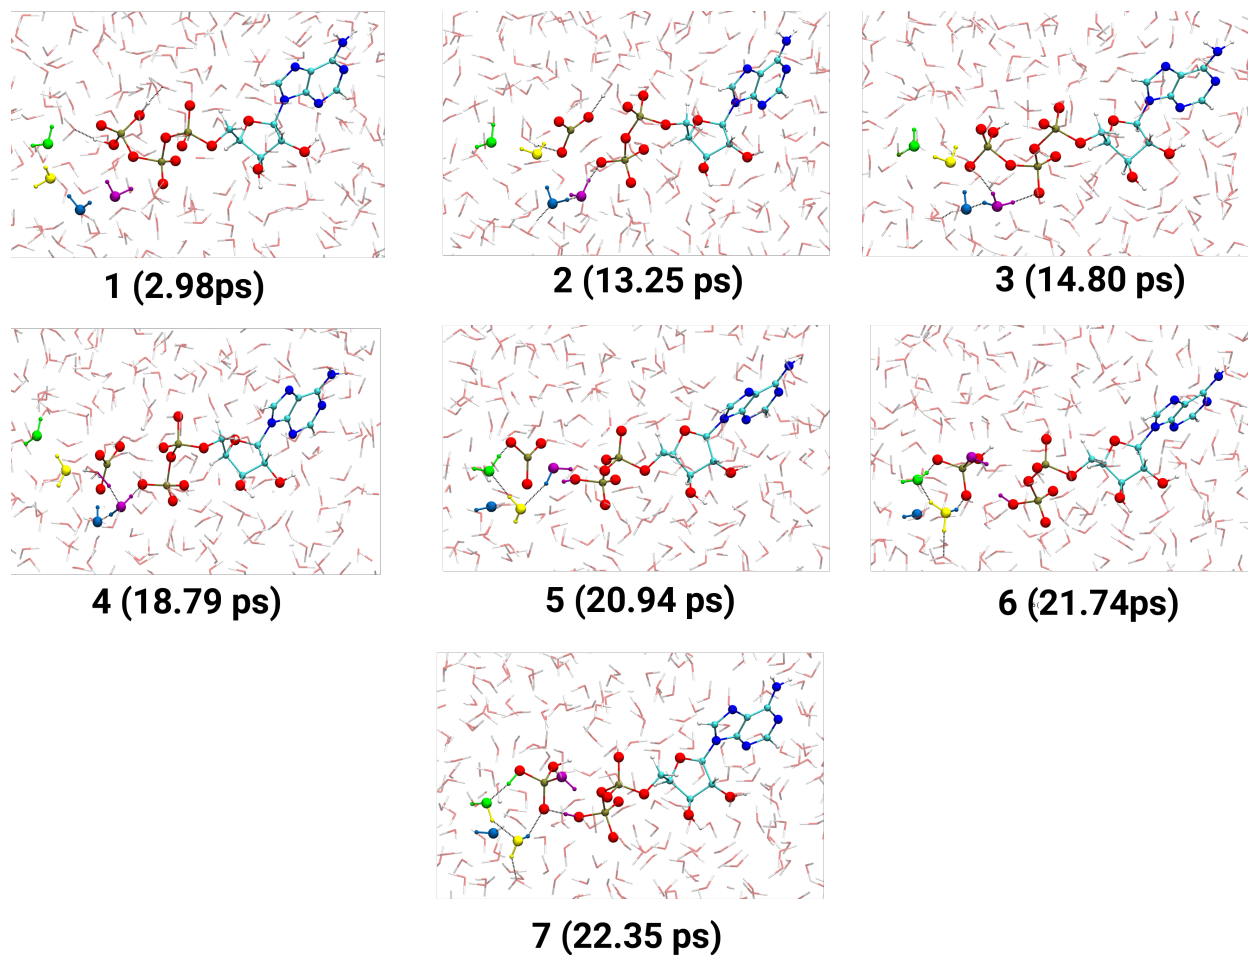 1 (2.98ps)
2 (13.25 ps)
3 (14.80 ps)
4 (18.79 ps)
5 (20.94 ps)
6 (21.74ps)
7 (22.35 ps)